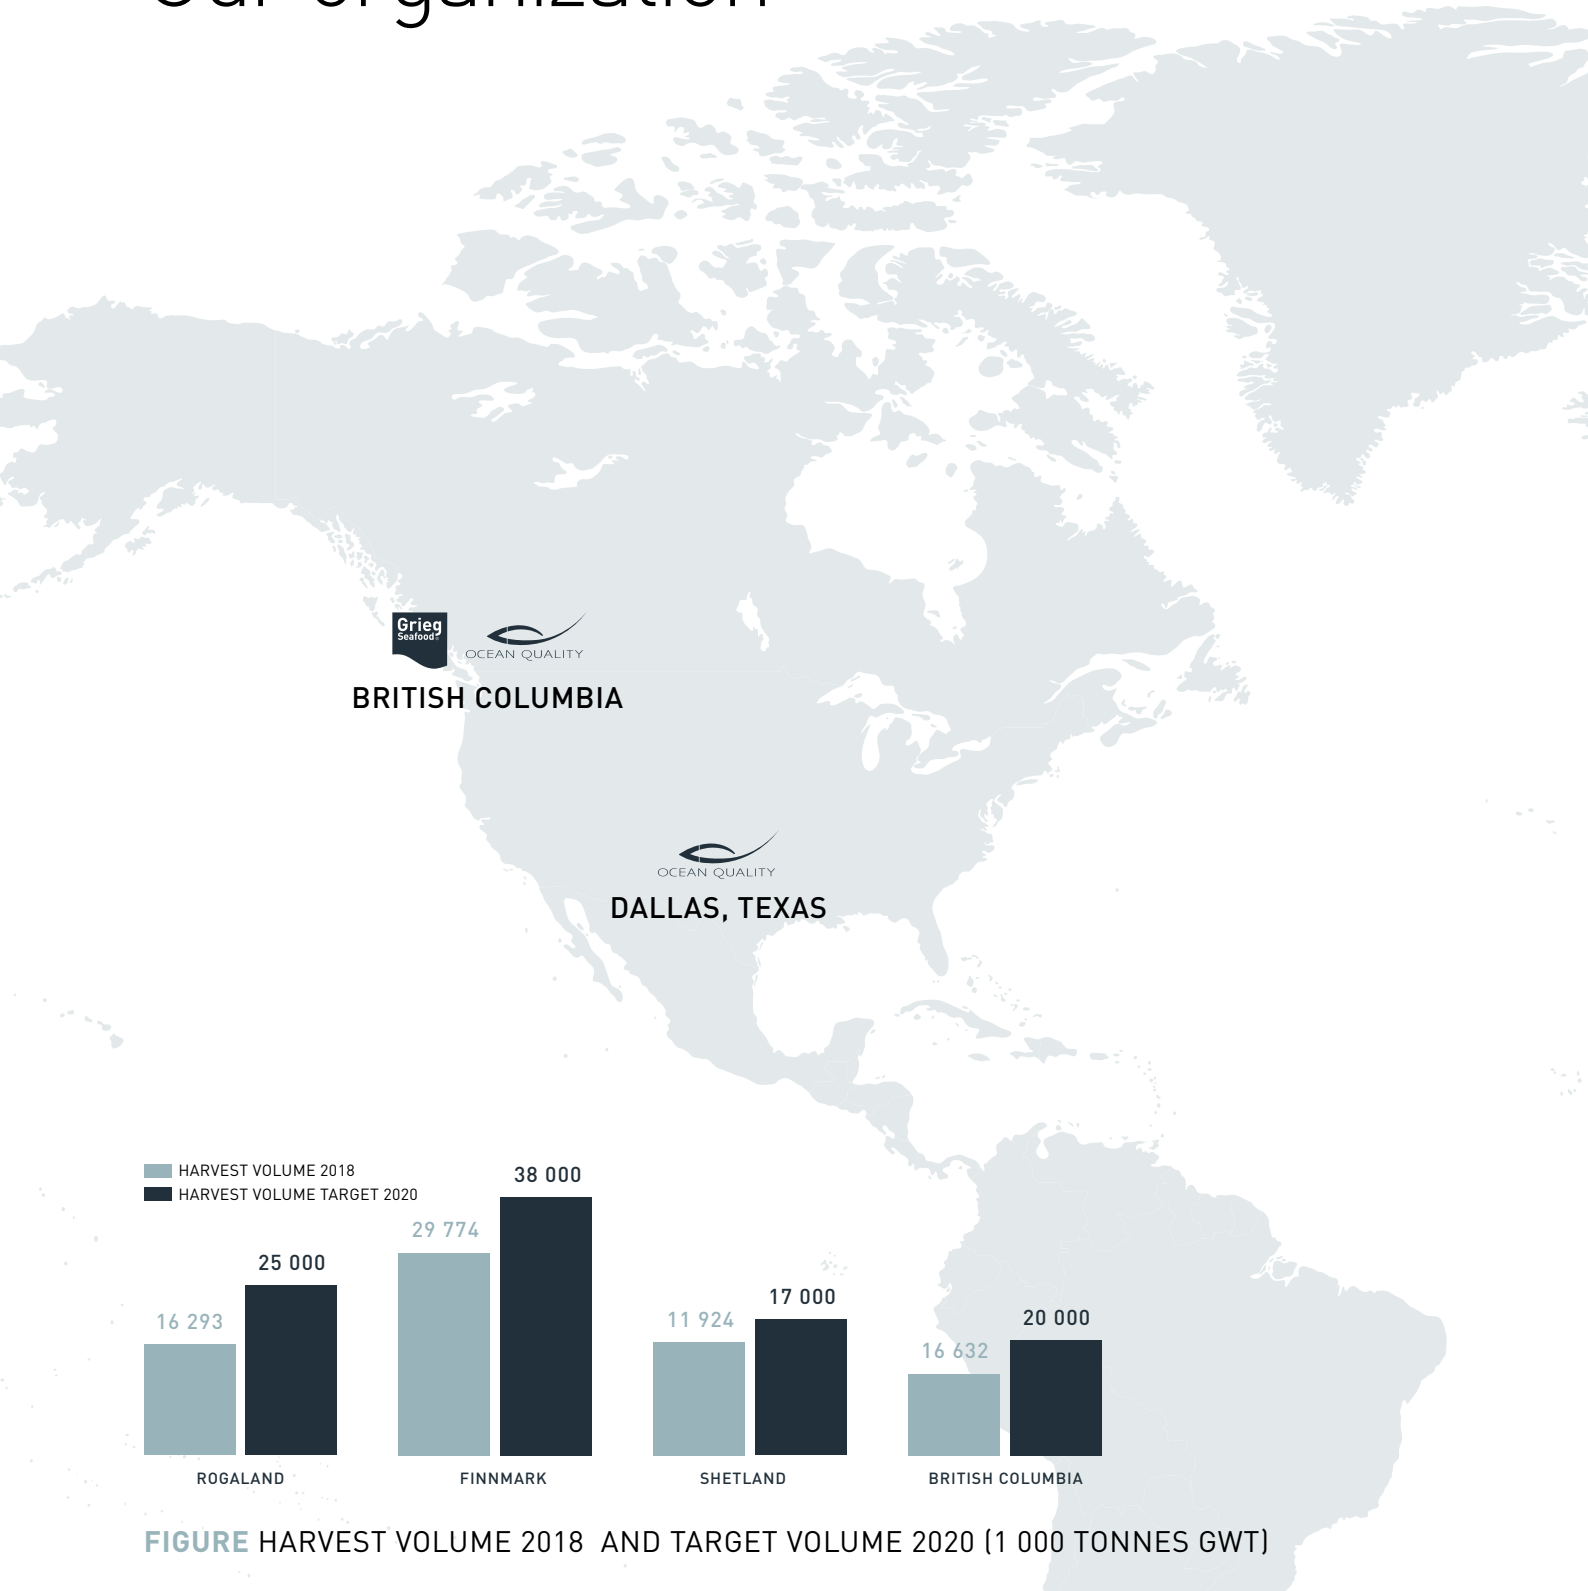 Our organization
Grieg
Seafood®
OCEAN QUALITY
BRITISH COLUMBIA
OCEAN QUALITY
DALLAS, TEXAS
HARVEST VOLUME 2018
HARVEST VOLUME TARGET 2020
16 293
25 000
29 774
38 000
11 924
17 000
16 632
20 000
ROGALAND
FINNMARK
SHETLAND
BRITISH COLUMBIA
FIGURE HARVEST VOLUME 2018 AND TARGET VOLUME 2020 (1 000 TONNES GWT)